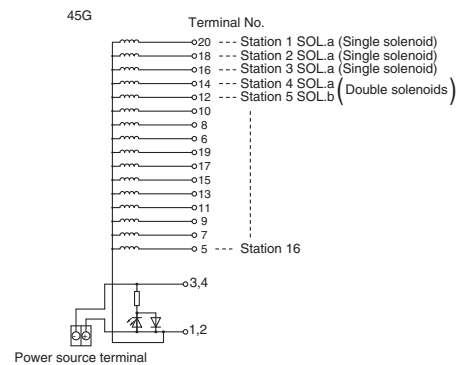 45G
Terminal No.
20 --- Station 1 SOL.a (Single solenoid)
18 --- Station 2 SOL.a (Single solenoid)
16 --- Station 3 SOL.a (Single solenoid)
14 --- Station 4 SOL.a
12 --- Station 5 SOL.b
(Double solenoids)
10
8
6
19
17
15
13
11
9
7
5 --- Station 16
3,4
1,2
Power source terminal